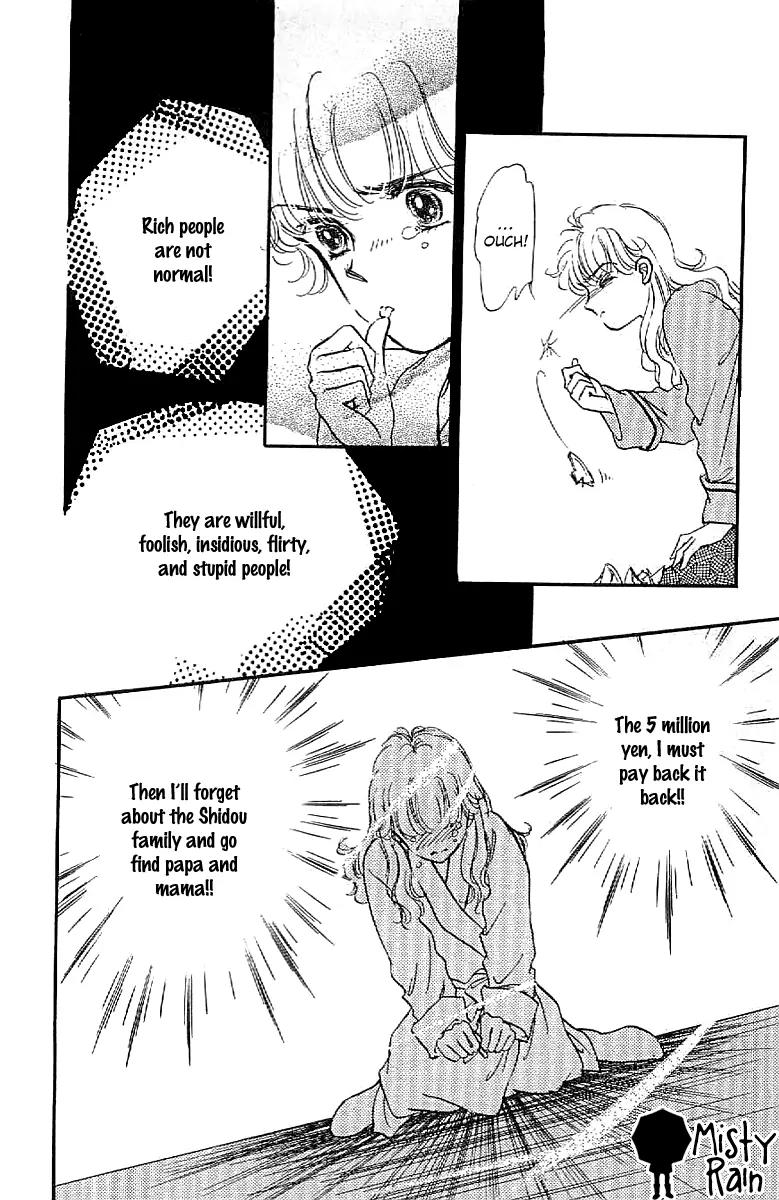 ...
OUCH!
Rich people
are not
normal!
They are willful,
foolish, insidious, flirty,
and stupid people!
The 5 million
yen, I must
pay back it
back!!
Then I'll forget
about the Shidou
family and go
find papa and
mama!!
Misty
Rain